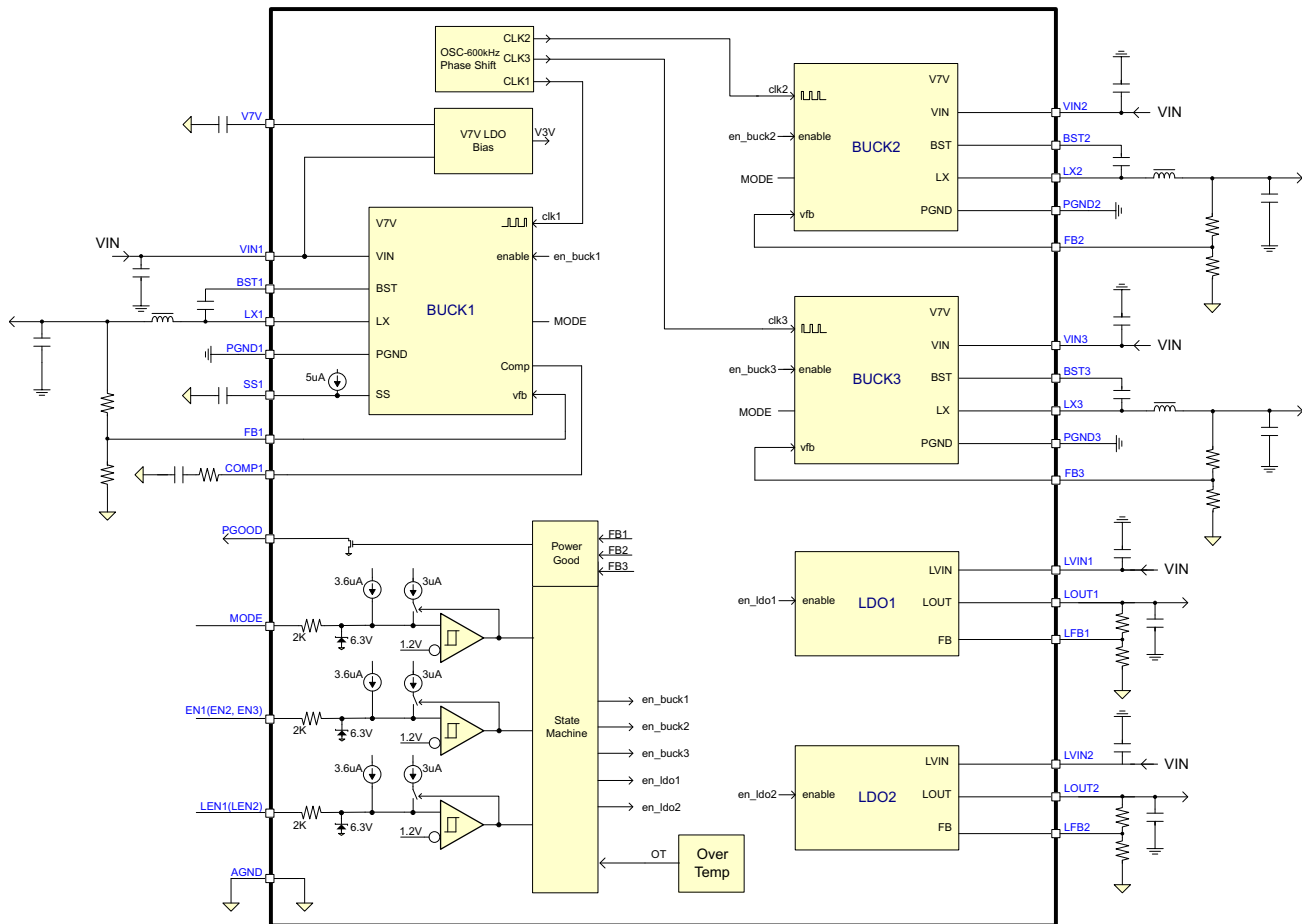 OSC-600kHz
Phase Shift
CLK2
CLK3
CLK1
V7V
V7V LDO
Bias
V3V
VIN
VIN1
BST1
LX1
PGND1
SS1
5uA
FB1
COMP1
V7V
VIN
BST
LX
PGND
SS
BUCK1
clk1
enable
en_buck1
MODE
Comp
vfb
clk2
en_buck2
enable
MODE
vfb
BUCK2
V7V
VIN
BST
LX
PGND
VIN2
VIN
BST2
LX2
PGND2
FB2
clk3
en_buck3
enable
MODE
vfb
BUCK3
V7V
VIN
BST
LX
PGND
VIN3
VIN
BST3
LX3
PGND3
FB3
PGOOD
Power
Good
FB1
FB2
FB3
3.6uA
3uA
MODE
2K
6.3V
1.2V
3.6uA
3uA
EN1(EN2, EN3)
2K
6.3V
1.2V
3.6uA
3uA
LEN1(LEN2)
2K
6.3V
1.2V
AGND
State
Machine
en_buck1
en_buck2
en_buck3
en_ldo1
en_ldo2
OT
Over
Temp
en_ldo1
enable
LDO1
LVIN
LOUT
FB
LVIN1
VIN
LOUT1
LFB1
en_ldo2
enable
LDO2
LVIN
LOUT
FB
LVIN2
VIN
LOUT2
LFB2